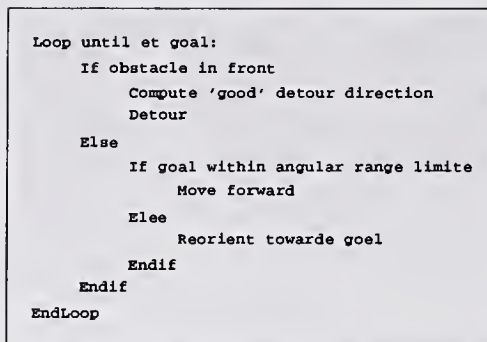 Loop until et goal:
If obstacle in front
Compute 'good' detour direction
Detour
Else
If goal within angular range limite
Move forward
Elee
Reorient towarde goel
Endif
Endif
EndLoop